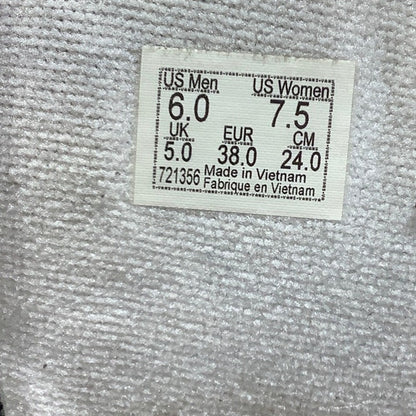 US Men US Women
6.0 7.5
UK EUR CM
5.0 38.0 24.0
721356 Made in Vietnam
Fabrique en Vietnam